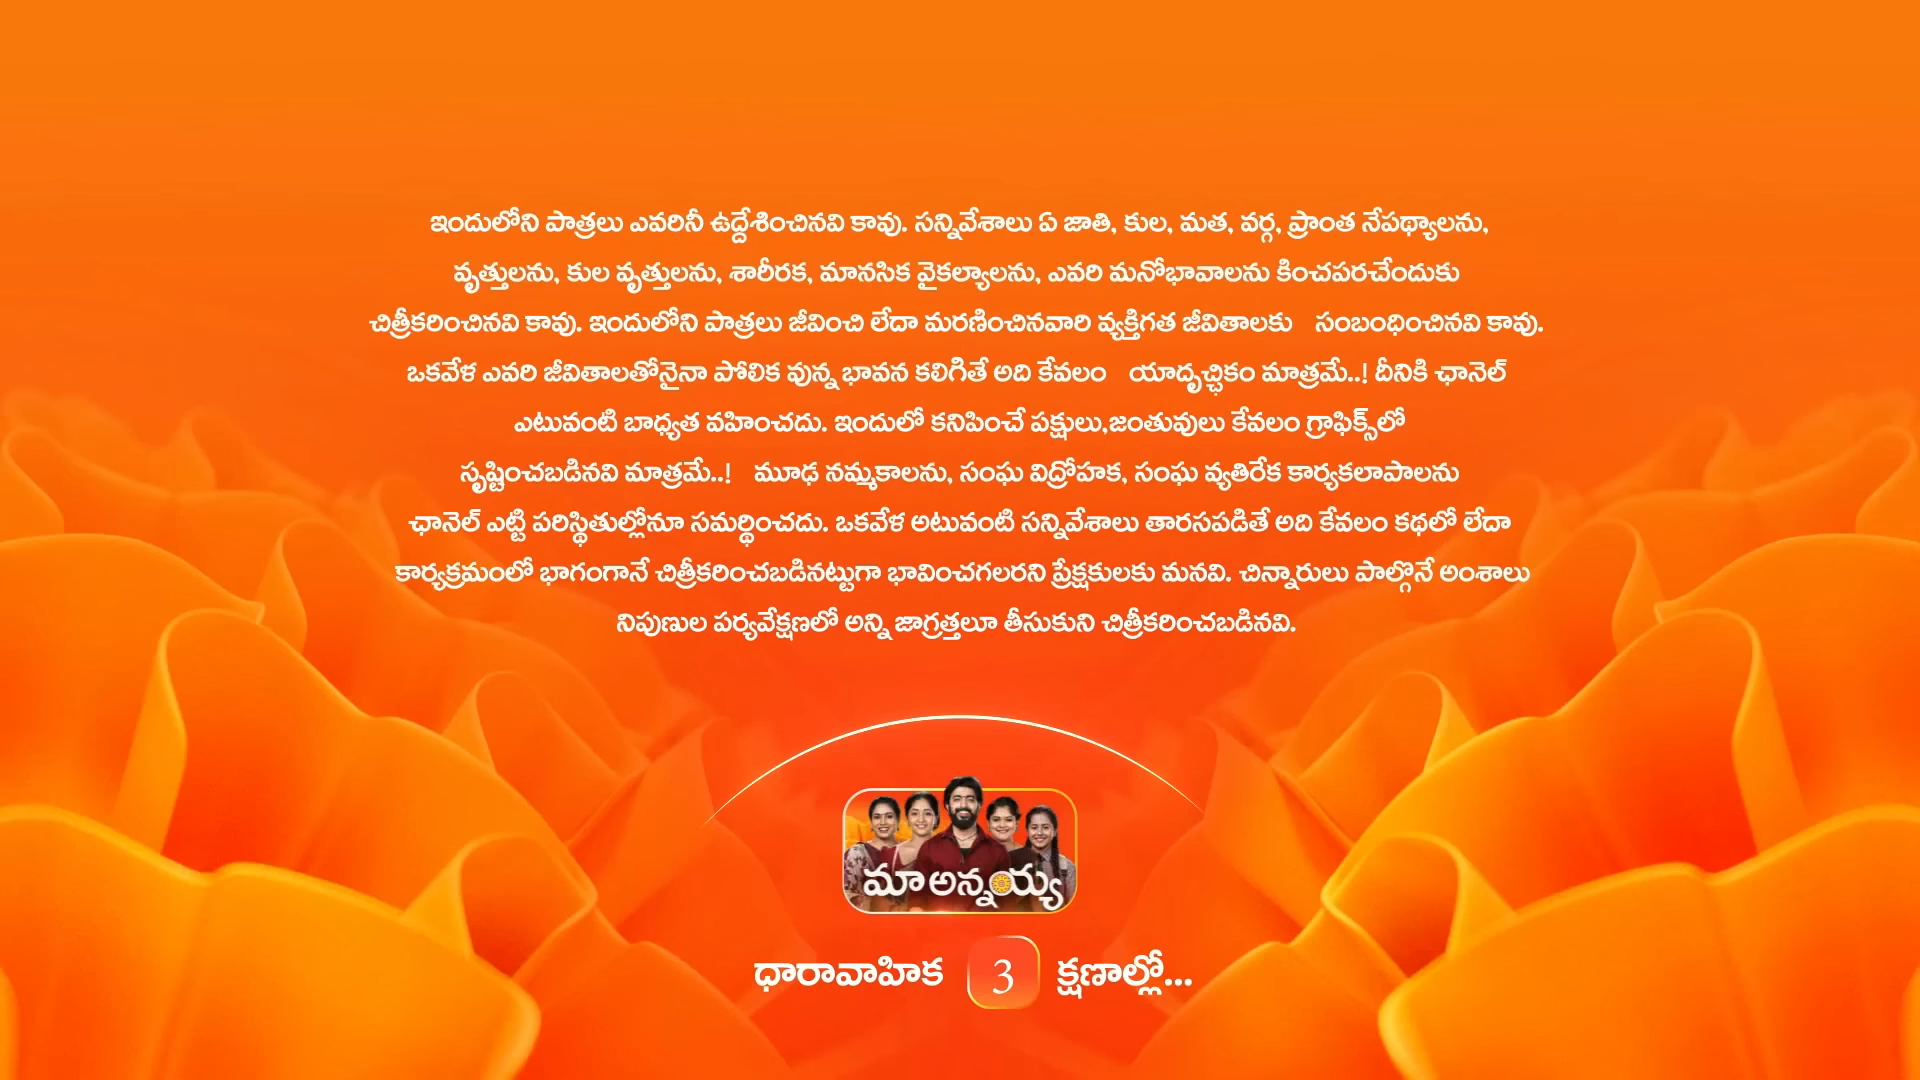 ఇందులోని పాత్రలు ఎవరినీ ఉద్దేశించినవి కావు. సన్నివేశాలు ఏ జాతి, కుల, మత, వర్గ, ప్రాంత నేపథ్యాలను,
వృత్తులను, కుల వృత్తులను, శారీరక, మానసిక వైకల్యాలను, ఎవరి మనోభావాలను కించపరచేందుకు
చిత్రీకరించినవి కావు. ఇందులోని పాత్రలు జీవించి లేదా మరణించినవారి వ్యక్తిగత జీవితాలకు సంబంధించినవి కావు.
ఒకవేళ ఎవరి జీవితాలతోనైనా పోలిక వున్న భావన కలిగితే అది కేవలం యాదృచ్ఛికం మాత్రమే..! దీనికి ఛానెల్
ఎటువంటి బాధ్యత వహించదు. ఇందులో కనిపించే పక్షులు,జంతువులు కేవలం గ్రాఫిక్స్‌లో
సృష్టించబడినవి మాత్రమే..! మూఢ నమ్మకాలను, సంఘ విద్రోహక, సంఘ వ్యతిరేక కార్యకలాపాలను
ఛానెల్ ఎట్టి పరిస్థితుల్లోనూ సమర్థించదు. ఒకవేళ అటువంటి సన్నివేశాలు తారసపడితే అది కేవలం కథలో లేదా
కార్యక్రమంలో భాగంగానే చిత్రీకరించబడినట్టుగా భావించగలరని ప్రేక్షకులకు మనవి. చిన్నారులు పాల్గొనే అంశాలు
నిపుణుల పర్యవేక్షణలో అన్ని జాగ్రత్తలూ తీసుకుని చిత్రీకరించబడినవి.
మా అన్నయ్య
ధారావాహిక 3 క్షణాల్లో...